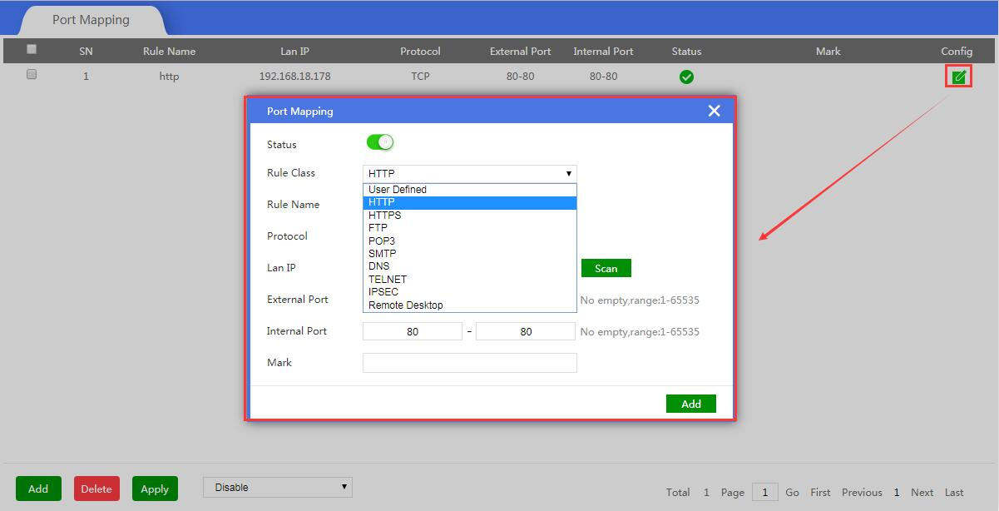 Port Mapping
SN Rule Name Lan IP Protocol External Port Internal Port Status Mark Config
1 http 192.168.18.178 TCP 80-80 80-80
Port Mapping
Status
Rule Class HTTP
User Defined
Rule Name HTTP
HTTPS
FTP
Protocol POP3
SMTP
Lan IP DNS Scan
TELNET
IPSEC
External Port Remote Desktop No empty,range:1-65535
Internal Port 80 - 80 No empty,range:1-65535
Mark
Add
Add Delete Apply Disable Total 1 Page 1 Go First Previous 1 Next Last